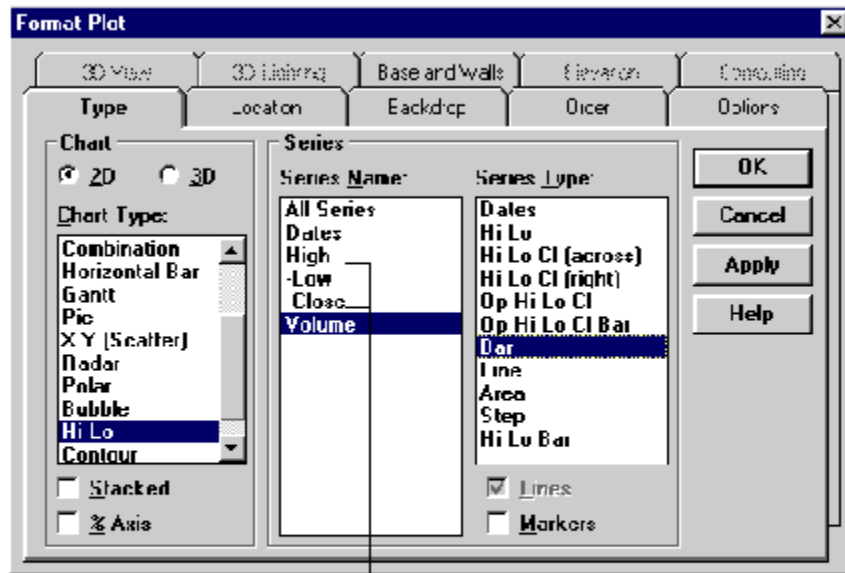 Format Plot
3D View 3D Lighting Base and Walls Elevation Contouring
Type Location Backdrop Order Options
Chart
2D 3D
Chart Type:
Combination
Horizontal Bar
Gantt
Pie
X Y (Scatter)
Radar
Polar
Bubble
Hi Lo
Contour
Stacked
% Axis
Series
Series Name:
All Series
Dates
High
-Low
Close
Volume
Series Type:
Dates
Hi Lo
Hi Lo Cl (across)
Hi Lo Cl (right)
Op Hi Lo Cl
Op Hi Lo Cl Bar
Bar
Line
Area
Step
Hi Lo Bar
Lines
Markers
OK
Cancel
Apply
Help